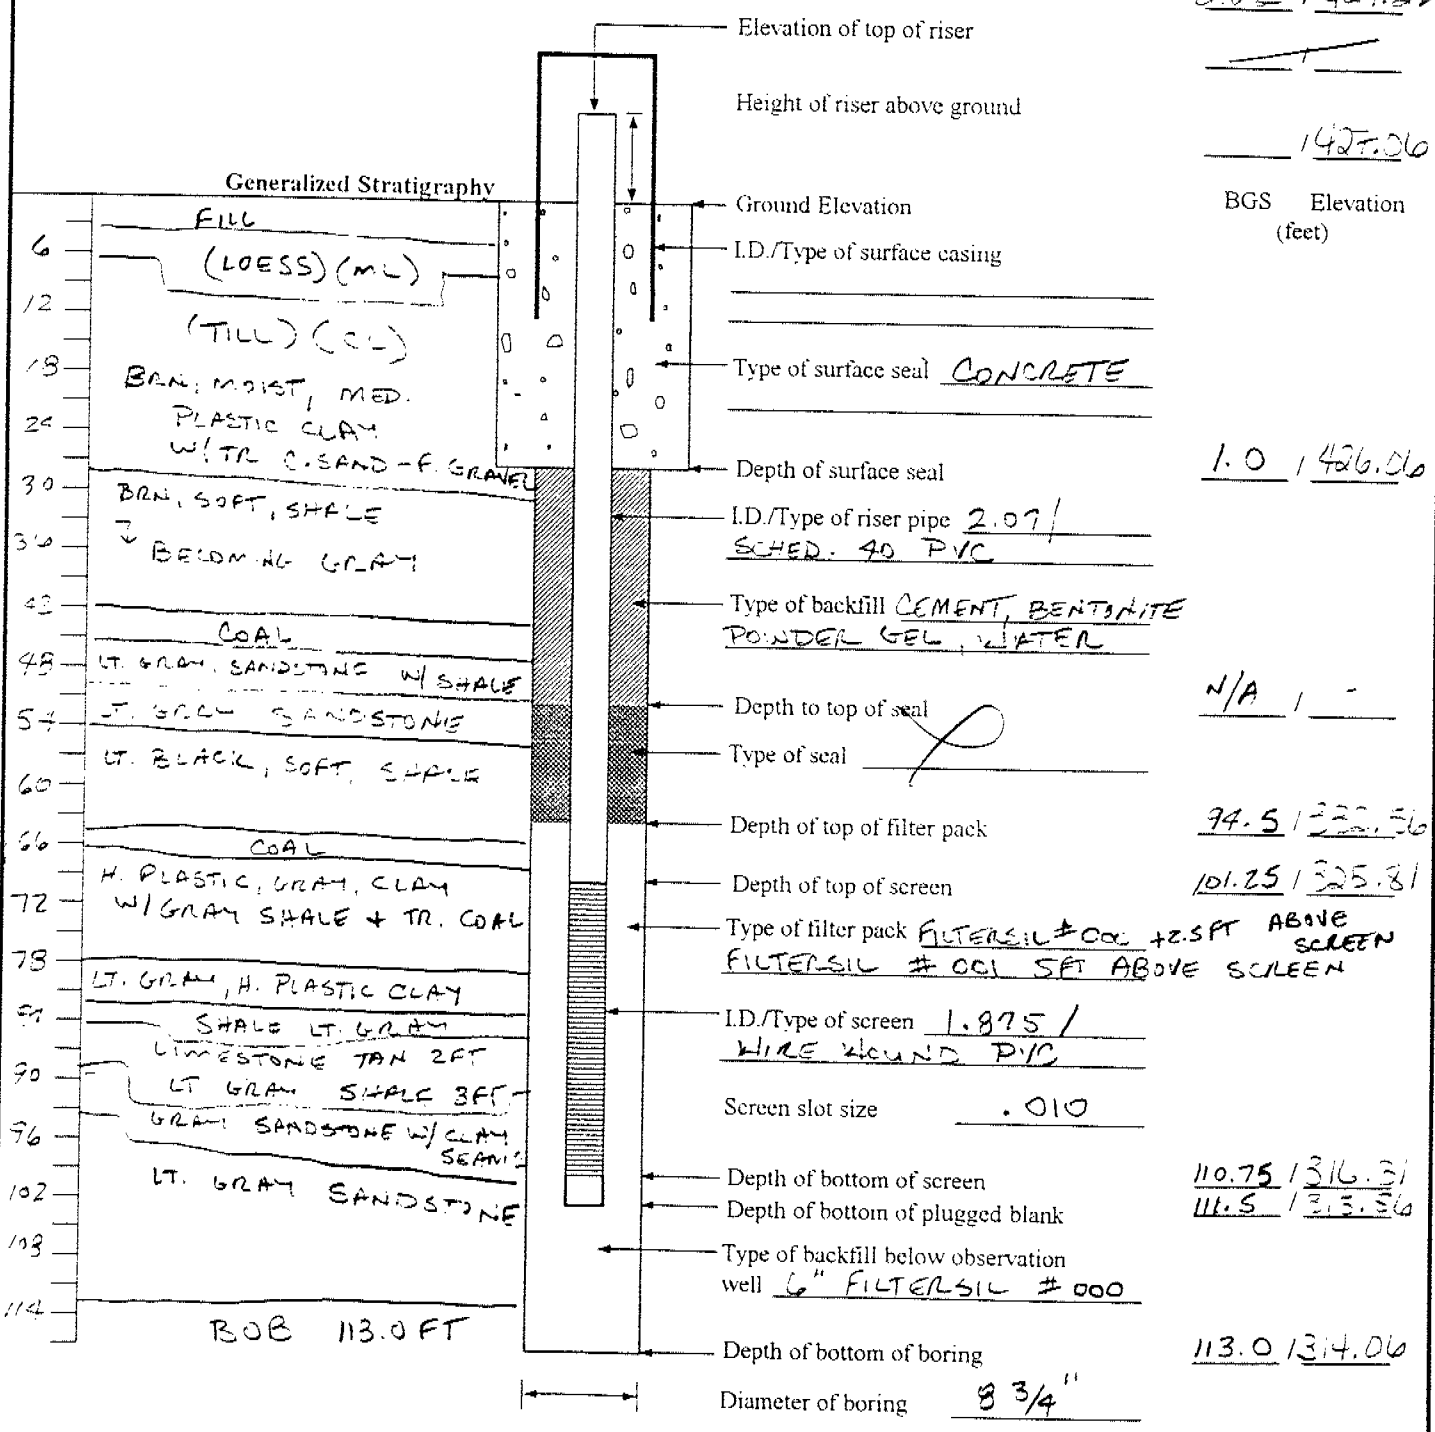 Elevation of top of riser
Height of riser above ground
/ 427.06
Generalized Stratigraphy
Ground Elevation
BGS Elevation
(feet)
FILL
6
(LOESS) (ML)
I.D./Type of surface casing
12
(TILL) (CL)
18
Type of surface seal CONCRETE
BRN, MOIST, MED.
PLASTIC CLAY
24
W/ TR C. SAND - F. GRAVEL
Depth of surface seal 1.0 / 426.06
30
BRN, SOFT, SHALE
I.D./Type of riser pipe 2.07 /
SCHED. 40 PVC
36
BECOMING GRAY
42
Type of backfill CEMENT, BENTONITE
POWDER GEL, WATER
COAL
48
LT. GRAY, SANDSTONE W/ SHALE
Depth to top of seal N/A / -
54
LT. GRAY SANDSTONE
Type of seal
LT. BLACK, SOFT, SHALE
60
Depth of top of filter pack 94.5 / 332.56
66
COAL
Depth of top of screen 101.25 / 325.81
H. PLASTIC, GRAY, CLAY
72
W/ GRAY SHALE + TR. COAL
Type of filter pack FILTERSIL # +2.5 FT ABOVE SCREEN
FILTERSIL # 001 5FT ABOVE SCREEN
78
LT. GRAY, H. PLASTIC CLAY
SHALE LT. GRAY
I.D./Type of screen 1.875 /
WIRE WOUND PVC
LIMESTONE TAN 2FT
90
LT GRAY SHALE 3FT
Screen slot size .010
GRAY SANDSTONE W/ CLAY
96
SEAMS
Depth of bottom of screen 110.75 / 316.31
LT. GRAY SANDSTONE
102
Depth of bottom of plugged blank 111.5 /
108
Type of backfill below observation
well 6" FILTERSIL # 000
114
BOB 113.0 FT
Depth of bottom of boring 113.0 / 314.06
Diameter of boring 8 3/4"